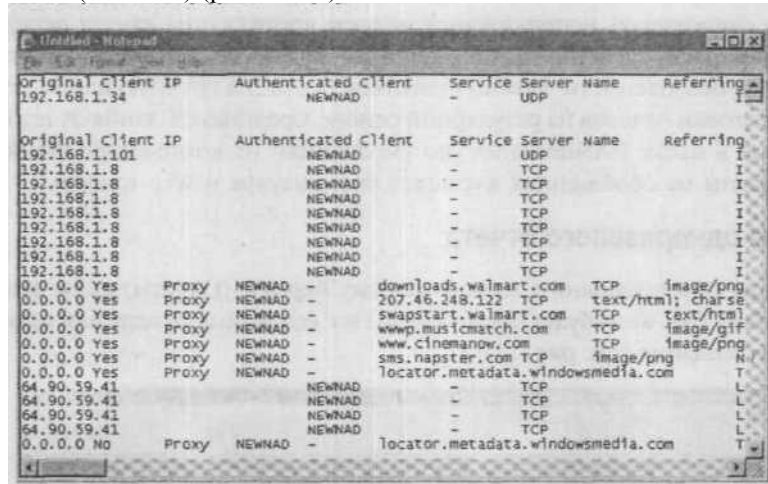 Untitled - Notepad
File Edit Format View Help
Original Client IP Authenticated Client Service Server Name Referring
192.168.1.34 NEWNAD - UDP I
Original Client IP Authenticated Client Service Server Name Referring
192.168.1.101 NEWNAD - UDP I
192.168.1.8 NEWNAD - TCP I
192.168.1.8 NEWNAD - TCP I
192.168.1.8 NEWNAD - TCP I
192.168.1.8 NEWNAD - TCP I
192.168.1.8 NEWNAD - TCP I
192.168.1.8 NEWNAD - TCP I
192.168.1.8 NEWNAD - TCP I
192.168.1.8 NEWNAD - TCP I
0.0.0.0 Yes Proxy NEWNAD - downloads.walmart.com TCP image/png
0.0.0.0 Yes Proxy NEWNAD - 207.46.248.122 TCP text/html; charse
0.0.0.0 Yes Proxy NEWNAD - swapstart.walmart.com TCP text/html
0.0.0.0 Yes Proxy NEWNAD - wwwp.musicmatch.com TCP image/gif
0.0.0.0 Yes Proxy NEWNAD - www.cinemanow.com TCP image/png
0.0.0.0 Yes Proxy NEWNAD - sms.napster.com TCP image/png N
0.0.0.0 Yes Proxy NEWNAD - locator.metadata.windowsmedia.com T
64.90.59.41 NEWNAD - TCP L
64.90.59.41 NEWNAD - TCP L
64.90.59.41 NEWNAD - TCP L
64.90.59.41 NEWNAD - TCP L
0.0.0.0 No Proxy NEWNAD - locator.metadata.windowsmedia.com T